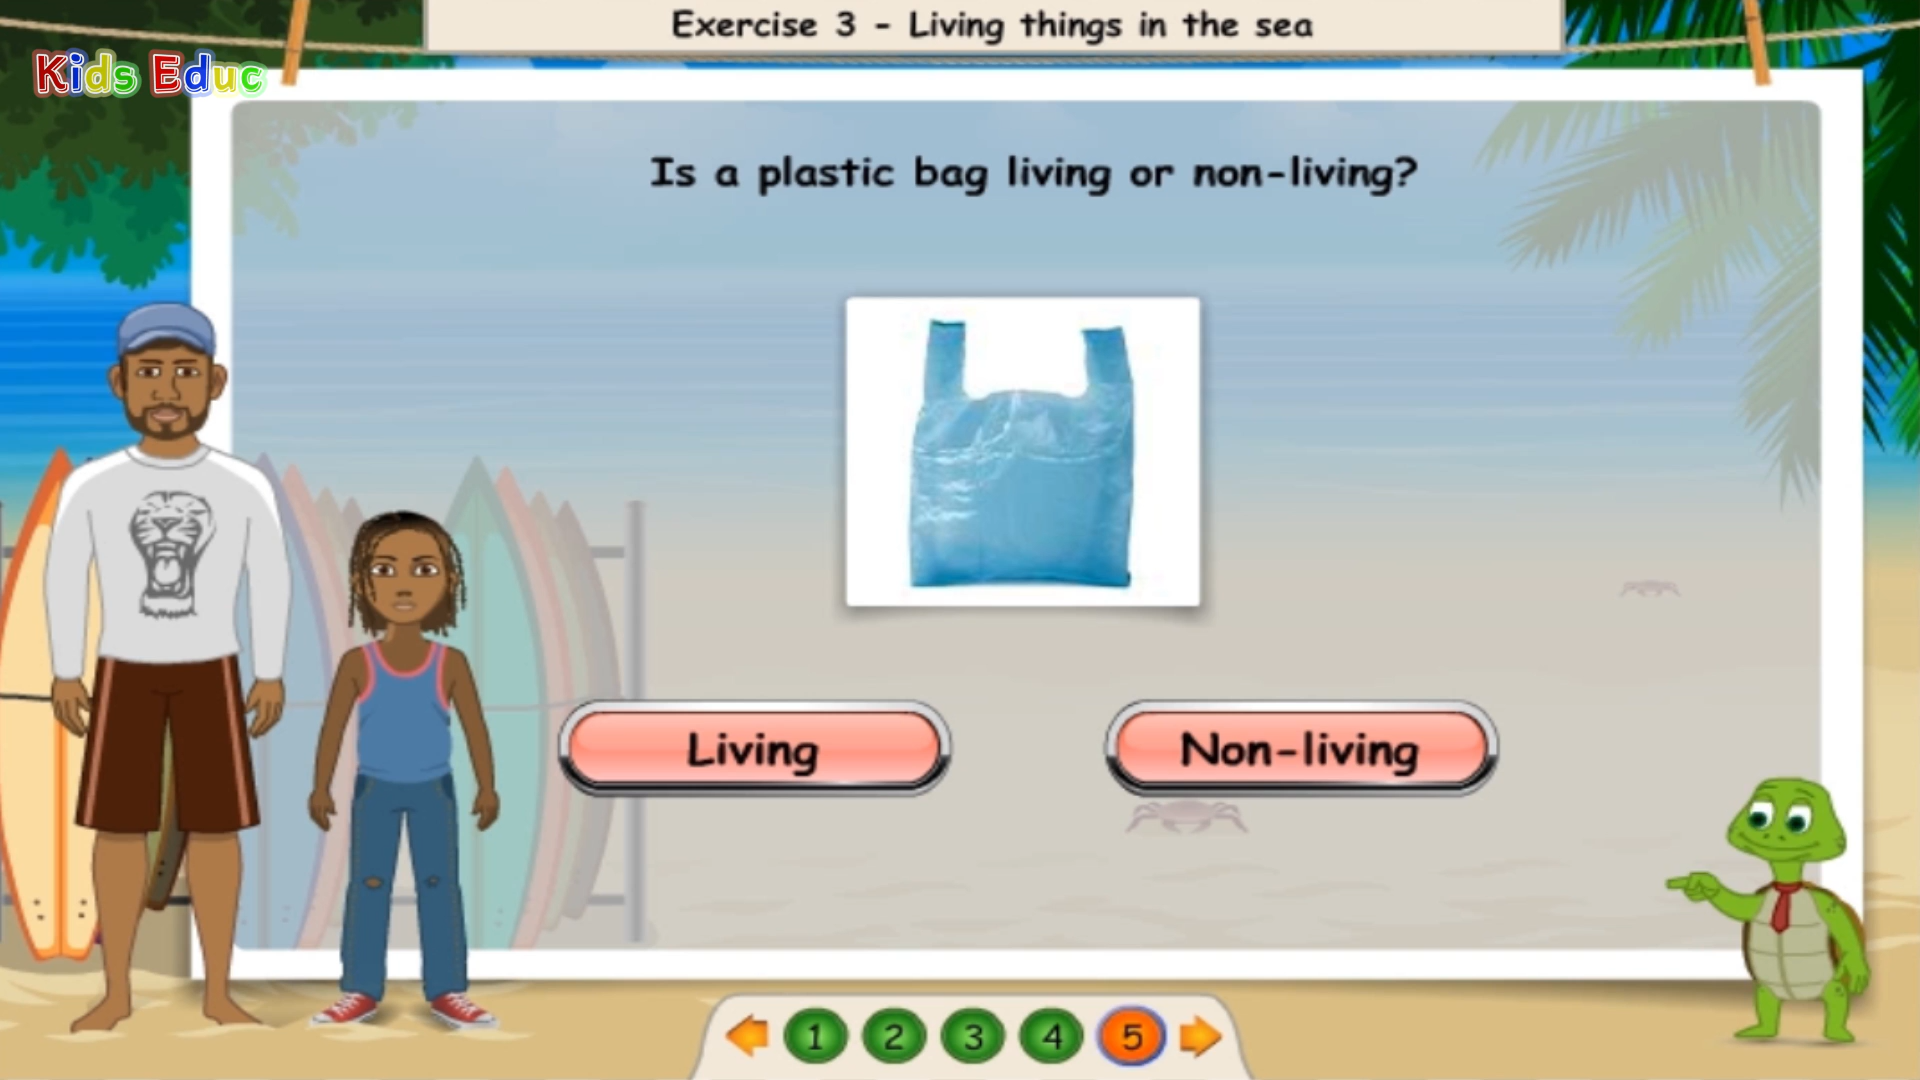 Exercise 3 - Living things in the sea
Kids Educ
Is a plastic bag living or non-living?
Living
Non-living
1 2 3 4 5